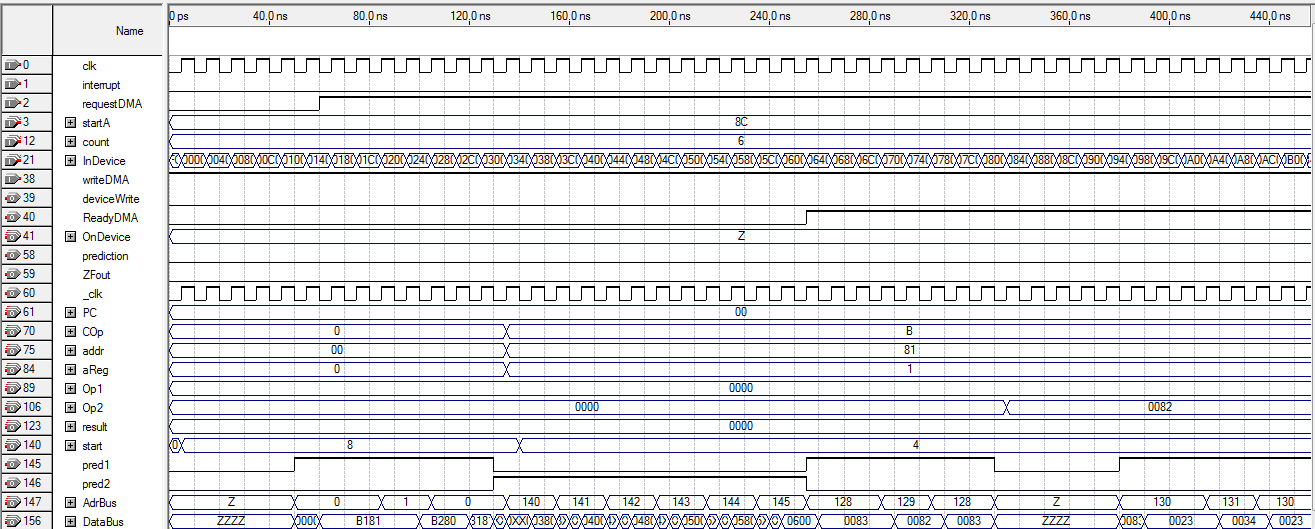 Name
0 ps 40.0 ns 80.0 ns 120.0 ns 160.0 ns 200.0 ns 240.0 ns 280.0 ns 320.0 ns 360.0 ns 400.0 ns 440.0 ns
0 clk
1 interrupt
2 requestDMA
3 startA 8C
12 count 6
21 InDevice
38 writeDMA
39 deviceWrite
40 ReadyDMA
41 OnDevice Z
58 prediction
59 ZFout
60 _clk
61 PC 00
70 COp 0 B
75 addr 00 81
84 aReg 0 1
89 Op1 0000
106 Op2 0000 0082
123 result 0000
140 start 0 8 4
145 pred1
146 pred2
147 AdrBus Z 0 1 0 140 141 142 143 144 145 128 129 128 Z 130 131 130
156 DataBus ZZZZ B181 B280 0600 0083 0082 0083 ZZZZ 0023 0034 0023